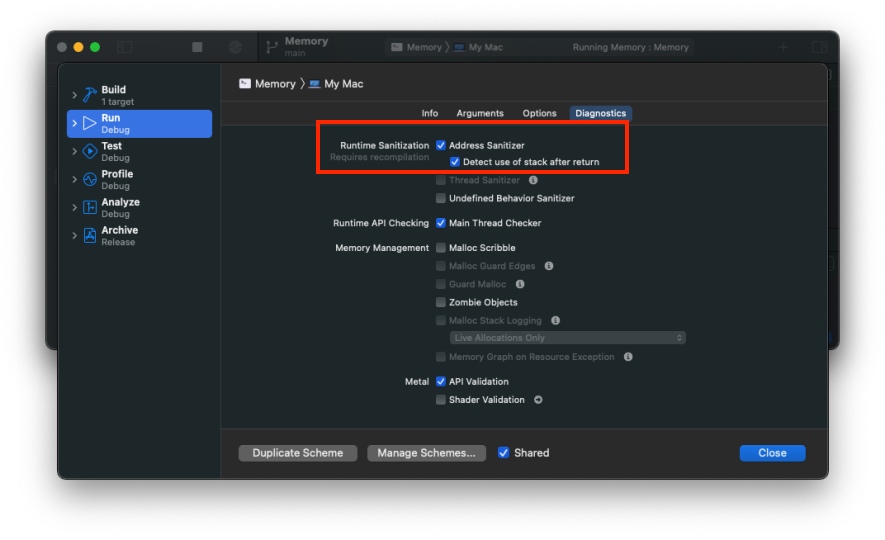 Memory
main
Memory 〉 My Mac
Running Memory : Memory
Memory 〉 My Mac
Build
1 target
Run
Debug
Test
Debug
Profile
Debug
Analyze
Debug
Archive
Release
Info Arguments Options Diagnostics
Runtime Sanitization Address Sanitizer
Requires recompilation Detect use of stack after return
Thread Sanitizer
Undefined Behavior Sanitizer
Runtime API Checking Main Thread Checker
Memory Management Malloc Scribble
Malloc Guard Edges
Guard Malloc
Zombie Objects
Malloc Stack Logging
Live Allocations Only
Memory Graph on Resource Exception
Metal API Validation
Shader Validation
Duplicate Scheme Manage Schemes... Shared Close